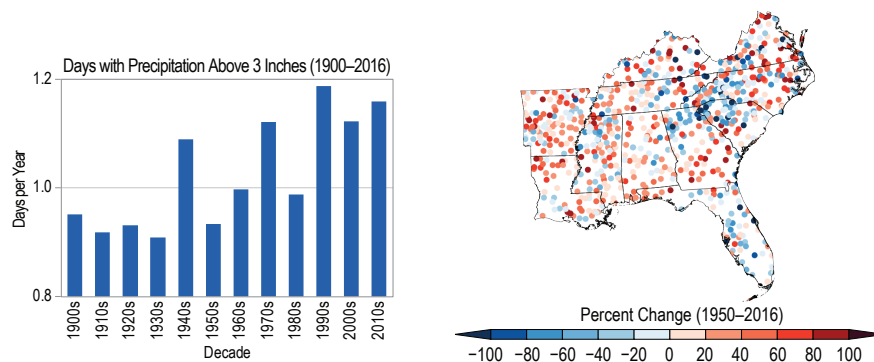 Days with Precipitation Above 3 Inches (1900–2016)
1.2
1.0
0.8
Days per Year
1900s
1910s
1920s
1930s
1940s
1950s
1960s
1970s
1980s
1990s
2000s
2010s
Decade
Percent Change (1950–2016)
−100 −80 −60 −40 −20 0 20 40 60 80 100